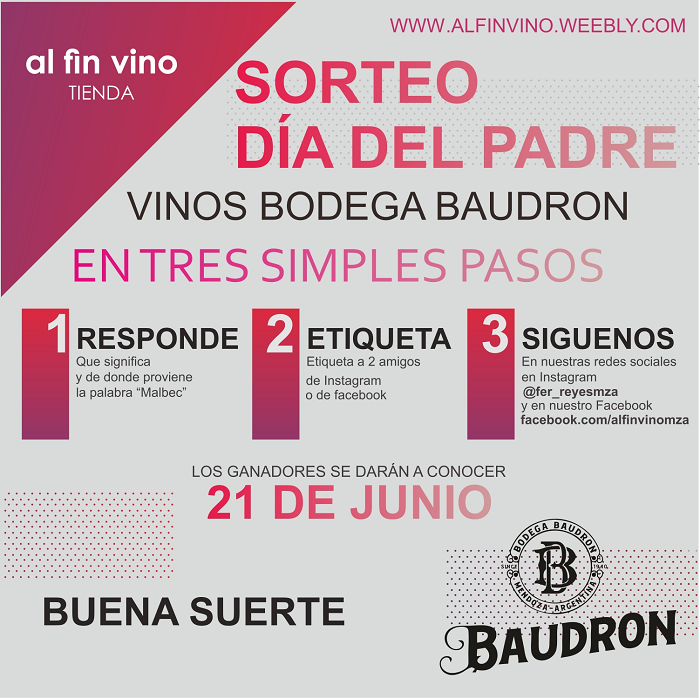 WWW.ALFINVINO.WEEBLY.COM
al fin vino
TIENDA
SORTEO
DÍA DEL PADRE
VINOS BODEGA BAUDRON
EN TRES SIMPLES PASOS
1 RESPONDE
Que significa
y de donde proviene
la palabra “Malbec”
2 ETIQUETA
Etiqueta a 2 amigos
de Instagram
o de facebook
3 SIGUENOS
En nuestras redes sociales
en Instagram
@fer_reyesmza
y en nuestro Facebook
facebook.com/alfinvinomza
LOS GANADORES SE DARÁN A CONOCER
21 DE JUNIO
BUENA SUERTE
BODEGA BAUDRON
SINCE 1940.
B B
MENDOZA-ARGENTINA
BAUDRON